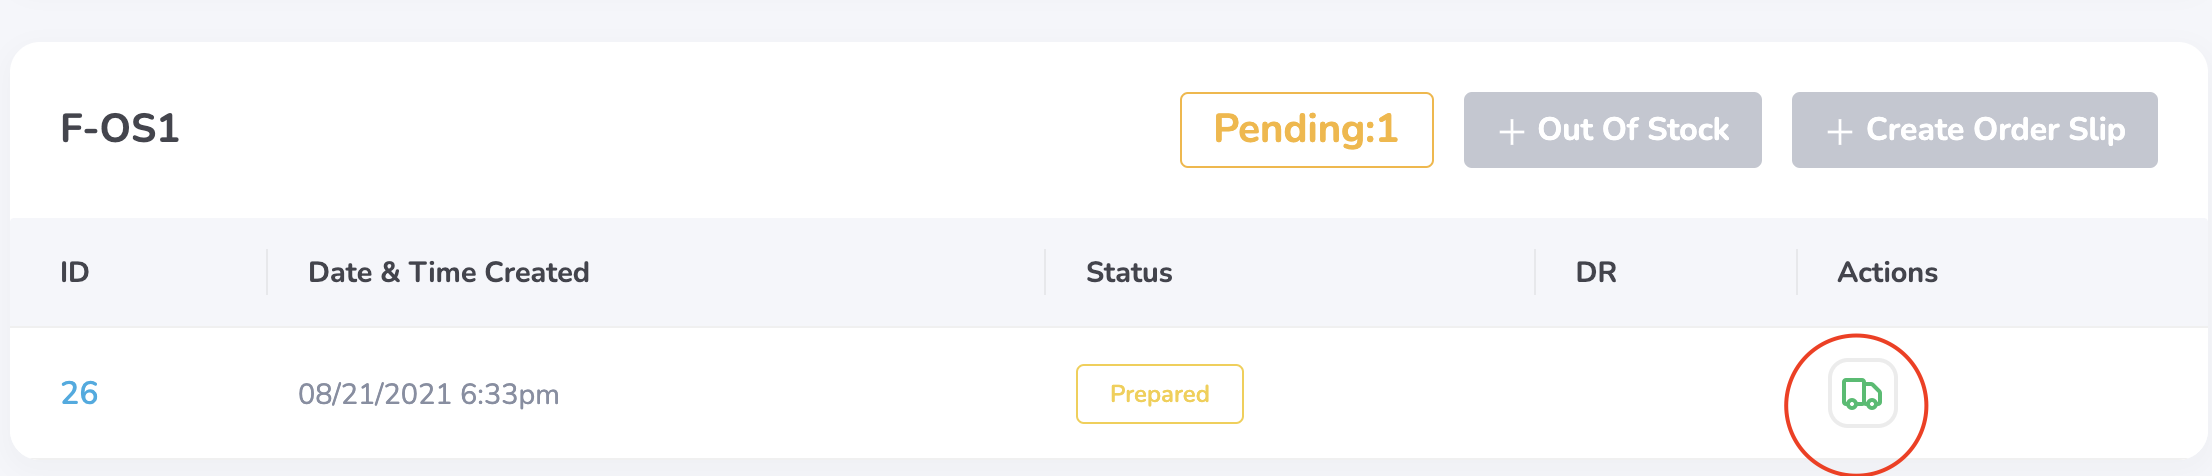 F-OS1
Pending:1
+ Out Of Stock
+ Create Order Slip
ID
Date & Time Created
Status
DR
Actions
26
08/21/2021 6:33pm
Prepared